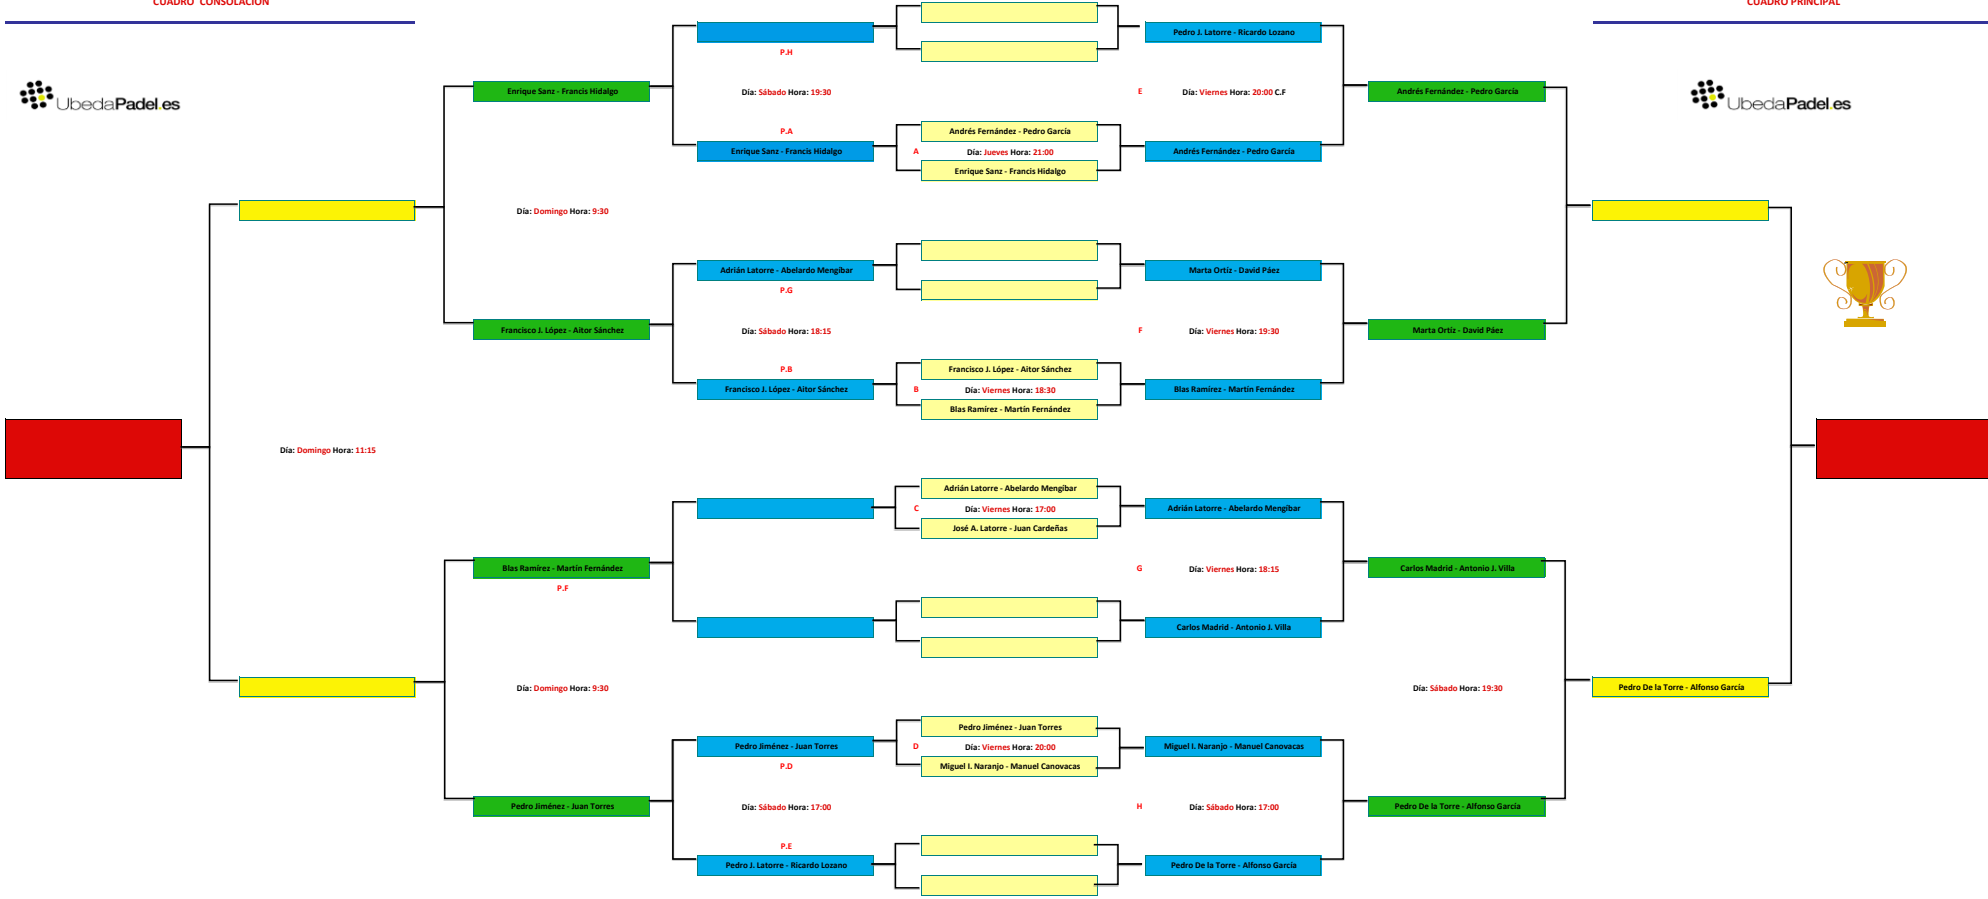 CUADRO CONSOLACIÓN
CUADRO PRINCIPAL
UbedaPadel.es
UbedaPadel.es
Pedro J. Latorre - Ricardo Lozano
P.H
Enrique Sanz - Francis Hidalgo
Día: Sábado Hora: 19:30
E
Día: Viernes Hora: 20:00 C.F
Andrés Fernández - Pedro García
P.A
Andrés Fernández - Pedro García
Enrique Sanz - Francis Hidalgo
A
Día: Jueves Hora: 21:00
Andrés Fernández - Pedro García
Enrique Sanz - Francis Hidalgo
Día: Domingo Hora: 9:30
Adrián Latorre - Abelardo Mengíbar
Marta Ortíz - David Páez
P.G
Francisco J. López - Aitor Sánchez
Día: Sábado Hora: 18:15
F
Día: Viernes Hora: 19:30
Marta Ortíz - David Páez
P.B
Francisco J. López - Aitor Sánchez
Francisco J. López - Aitor Sánchez
B
Día: Viernes Hora: 18:30
Blas Ramírez - Martín Fernández
Blas Ramírez - Martín Fernández
Día: Domingo Hora: 11:15
Adrián Latorre - Abelardo Mengíbar
C
Día: Viernes Hora: 17:00
Adrián Latorre - Abelardo Mengíbar
José A. Latorre - Juan Cardeñas
Blas Ramírez - Martín Fernández
G
Día: Viernes Hora: 18:15
Carlos Madrid - Antonio J. Villa
P.F
Carlos Madrid - Antonio J. Villa
Día: Domingo Hora: 9:30
Día: Sábado Hora: 19:30
Pedro De la Torre - Alfonso García
Pedro Jiménez - Juan Torres
Pedro Jiménez - Juan Torres
D
Día: Viernes Hora: 20:00
Miguel I. Naranjo - Manuel Canovacas
P.D
Miguel I. Naranjo - Manuel Canovacas
Pedro Jiménez - Juan Torres
Día: Sábado Hora: 17:00
H
Día: Sábado Hora: 17:00
Pedro De la Torre - Alfonso García
P.E
Pedro J. Latorre - Ricardo Lozano
Pedro De la Torre - Alfonso García